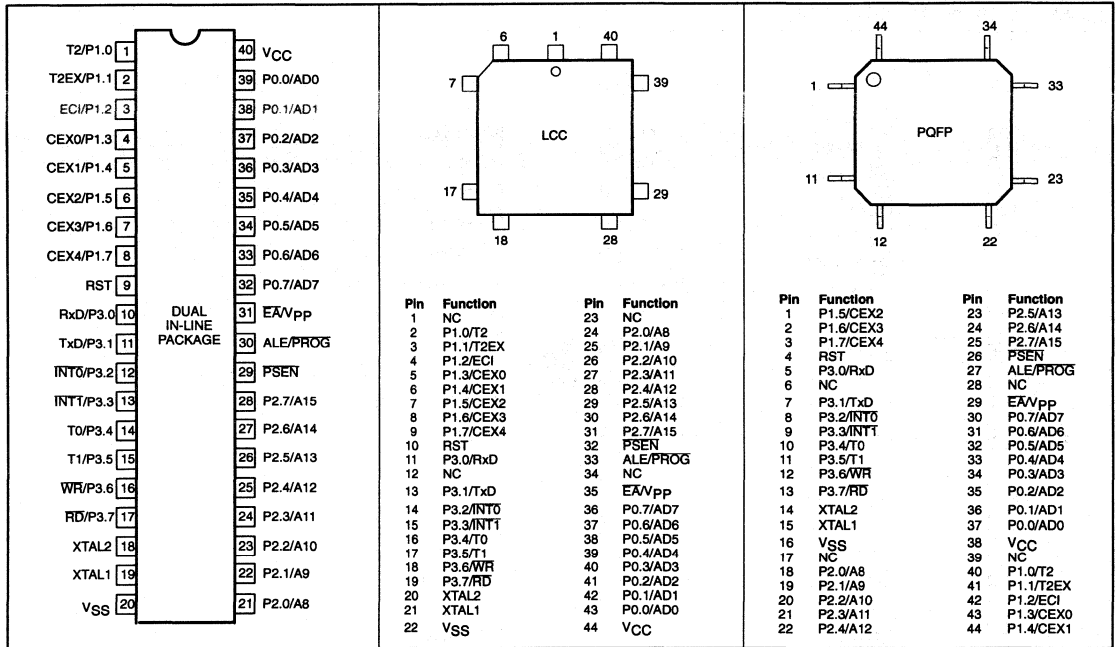 T2/P1.0 1 40 VCC
T2EX/P1.1 2 39 P0.0/AD0
ECI/P1.2 3 38 P0.1/AD1
CEX0/P1.3 4 37 P0.2/AD2
CEX1/P1.4 5 36 P0.3/AD3
CEX2/P1.5 6 35 P0.4/AD4
CEX3/P1.6 7 34 P0.5/AD5
CEX4/P1.7 8 33 P0.6/AD6
RST 9 32 P0.7/AD7
RxD/P3.0 10 31 EA/VPP
TxD/P3.1 11 30 ALE/PROG
INT0/P3.2 12 29 PSEN
INT1/P3.3 13 28 P2.7/A15
T0/P3.4 14 27 P2.6/A14
T1/P3.5 15 26 P2.5/A13
WR/P3.6 16 25 P2.4/A12
RD/P3.7 17 24 P2.3/A11
XTAL2 18 23 P2.2/A10
XTAL1 19 22 P2.1/A9
VSS 20 21 P2.0/A8
DUAL
IN-LINE
PACKAGE
6 1 40
7 39
LCC
17 29
18 28
Pin Function Pin Function
1 NC 23 NC
2 P1.0/T2 24 P2.0/A8
3 P1.1/T2EX 25 P2.1/A9
4 P1.2/ECI 26 P2.2/A10
5 P1.3/CEX0 27 P2.3/A11
6 P1.4/CEX1 28 P2.4/A12
7 P1.5/CEX2 29 P2.5/A13
8 P1.6/CEX3 30 P2.6/A14
9 P1.7/CEX4 31 P2.7/A15
10 RST 32 PSEN
11 P3.0/RxD 33 ALE/PROG
12 NC 34 NC
13 P3.1/TxD 35 EA/VPP
14 P3.2/INT0 36 P0.7/AD7
15 P3.3/INT1 37 P0.6/AD6
16 P3.4/T0 38 P0.5/AD5
17 P3.5/T1 39 P0.4/AD4
18 P3.6/WR 40 P0.3/AD3
19 P3.7/RD 41 P0.2/AD2
20 XTAL2 42 P0.1/AD1
21 XTAL1 43 P0.0/AD0
22 VSS 44 VCC
44 34
1 33
PQFP
11 23
12 22
Pin Function Pin Function
1 P1.5/CEX2 23 P2.5/A13
2 P1.6/CEX3 24 P2.6/A14
3 P1.7/CEX4 25 P2.7/A15
4 RST 26 PSEN
5 P3.0/RxD 27 ALE/PROG
6 NC 28 NC
7 P3.1/TxD 29 EA/VPP
8 P3.2/INT0 30 P0.7/AD7
9 P3.3/INT1 31 P0.6/AD6
10 P3.4/T0 32 P0.5/AD5
11 P3.5/T1 33 P0.4/AD4
12 P3.6/WR 34 P0.3/AD3
13 P3.7/RD 35 P0.2/AD2
14 XTAL2 36 P0.1/AD1
15 XTAL1 37 P0.0/AD0
16 VSS 38 VCC
17 NC 39 NC
18 P2.0/A8 40 P1.0/T2
19 P2.1/A9 41 P1.1/T2EX
20 P2.2/A10 42 P1.2/ECI
21 P2.3/A11 43 P1.3/CEX0
22 P2.4/A12 44 P1.4/CEX1